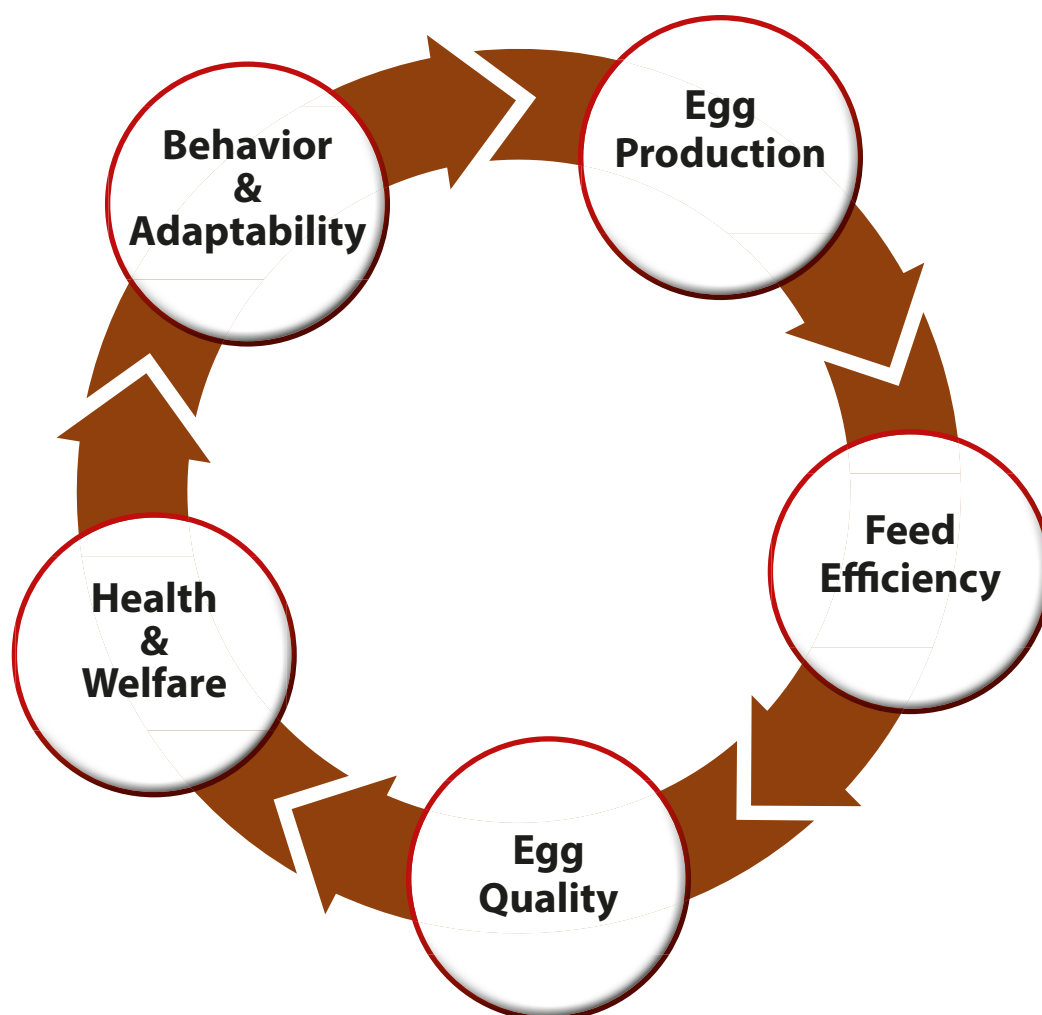 Behavior
&
Adaptability
Egg
Production
Feed
Efficiency
Egg
Quality
Health
&
Welfare